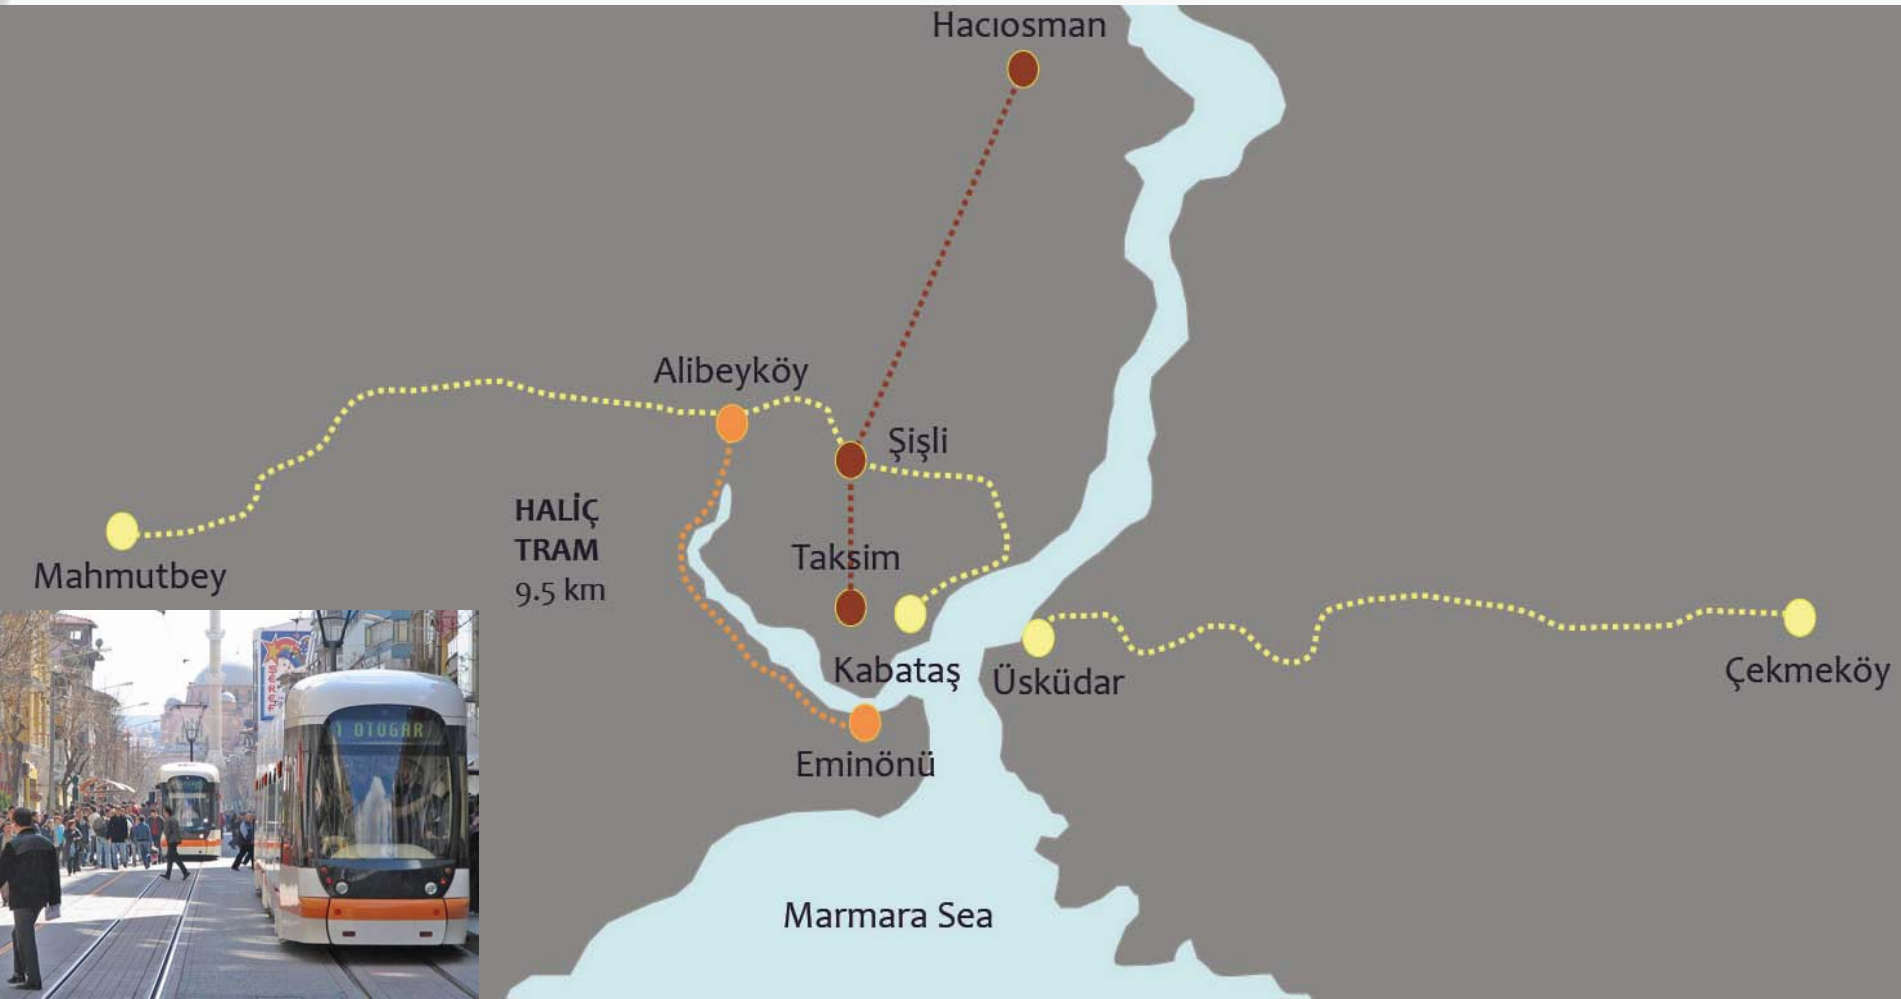 Hacıosman
Alibeyköy
Şişli
HALİÇ
TRAM
9.5 km
Taksim
Mahmutbey
Kabataş
Üsküdar
Çekmeköy
Eminönü
1 OTOGAR
Marmara Sea